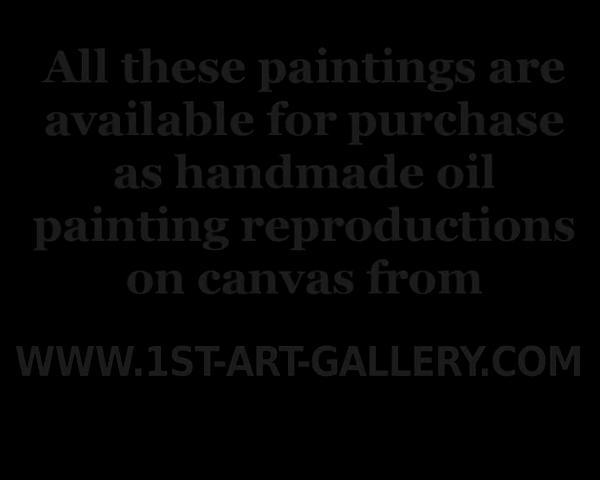 All these paintings are
available for purchase
as handmade oil
painting reproductions
on canvas from
WWW.1ST-ART-GALLERY.COM